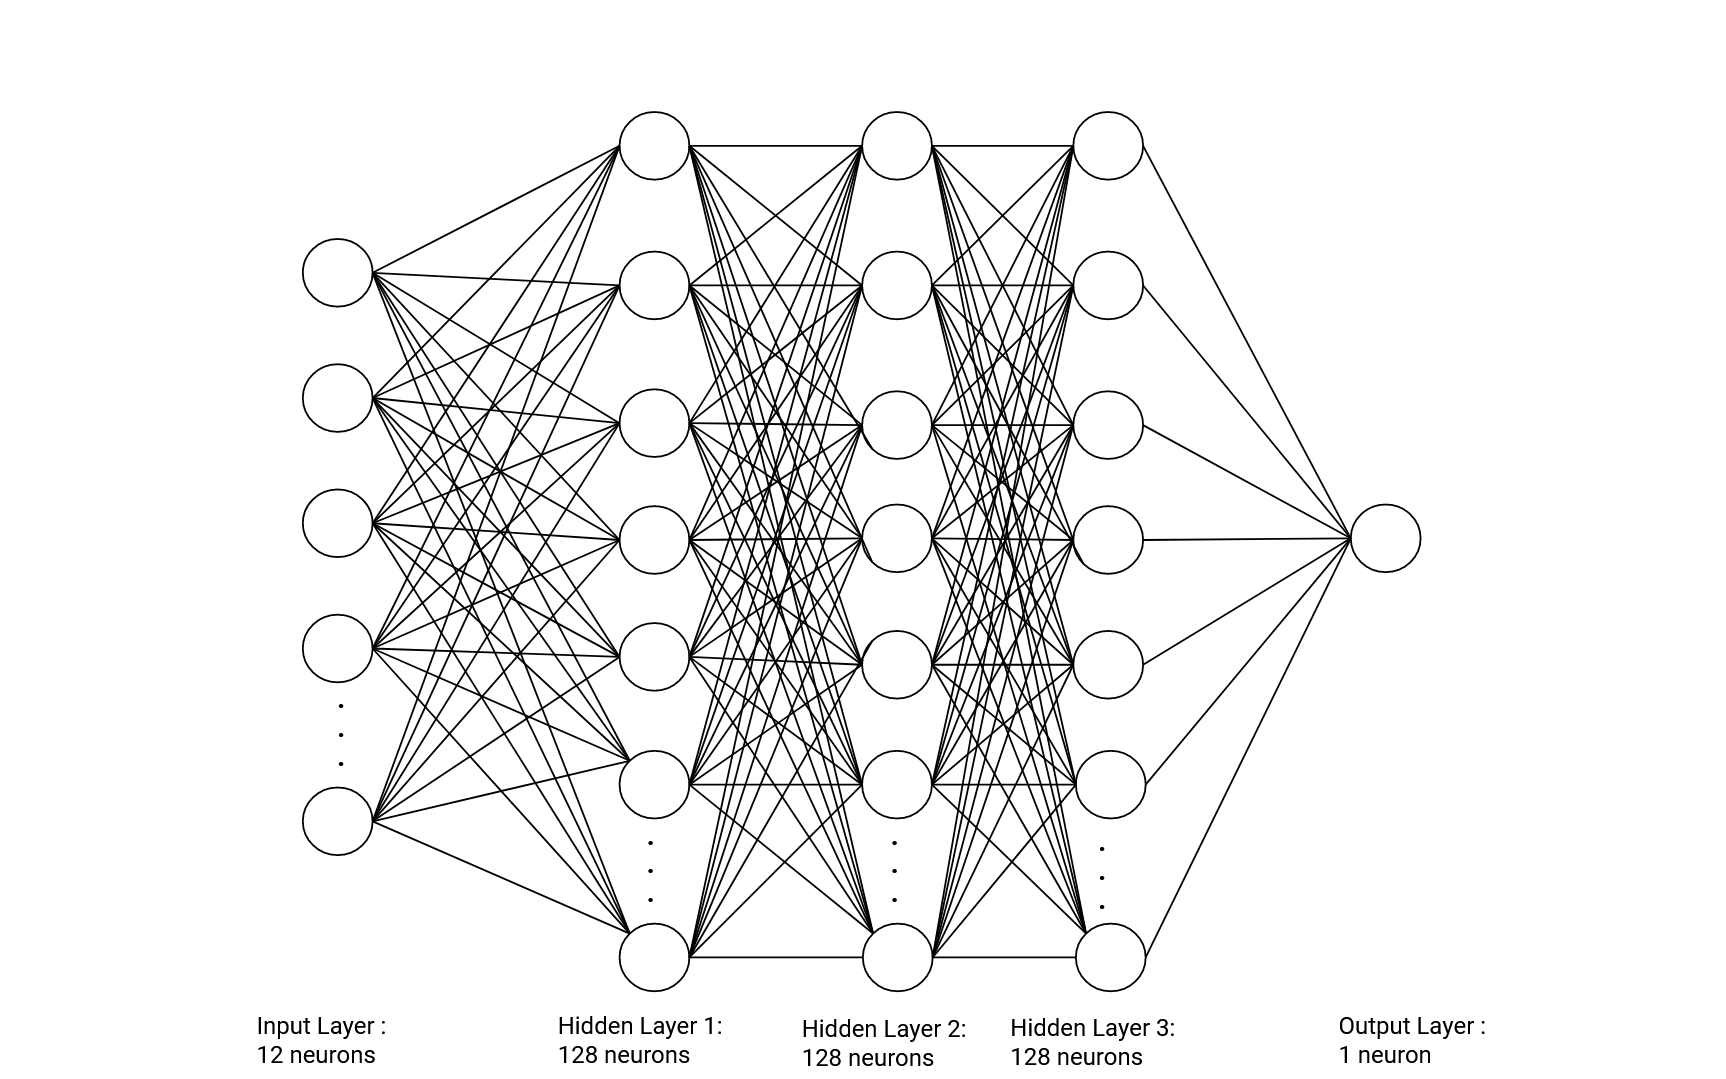 Input Layer :
12 neurons
Hidden Layer 1:
128 neurons
Hidden Layer 2:
128 neurons
Hidden Layer 3:
128 neurons
Output Layer :
1 neuron